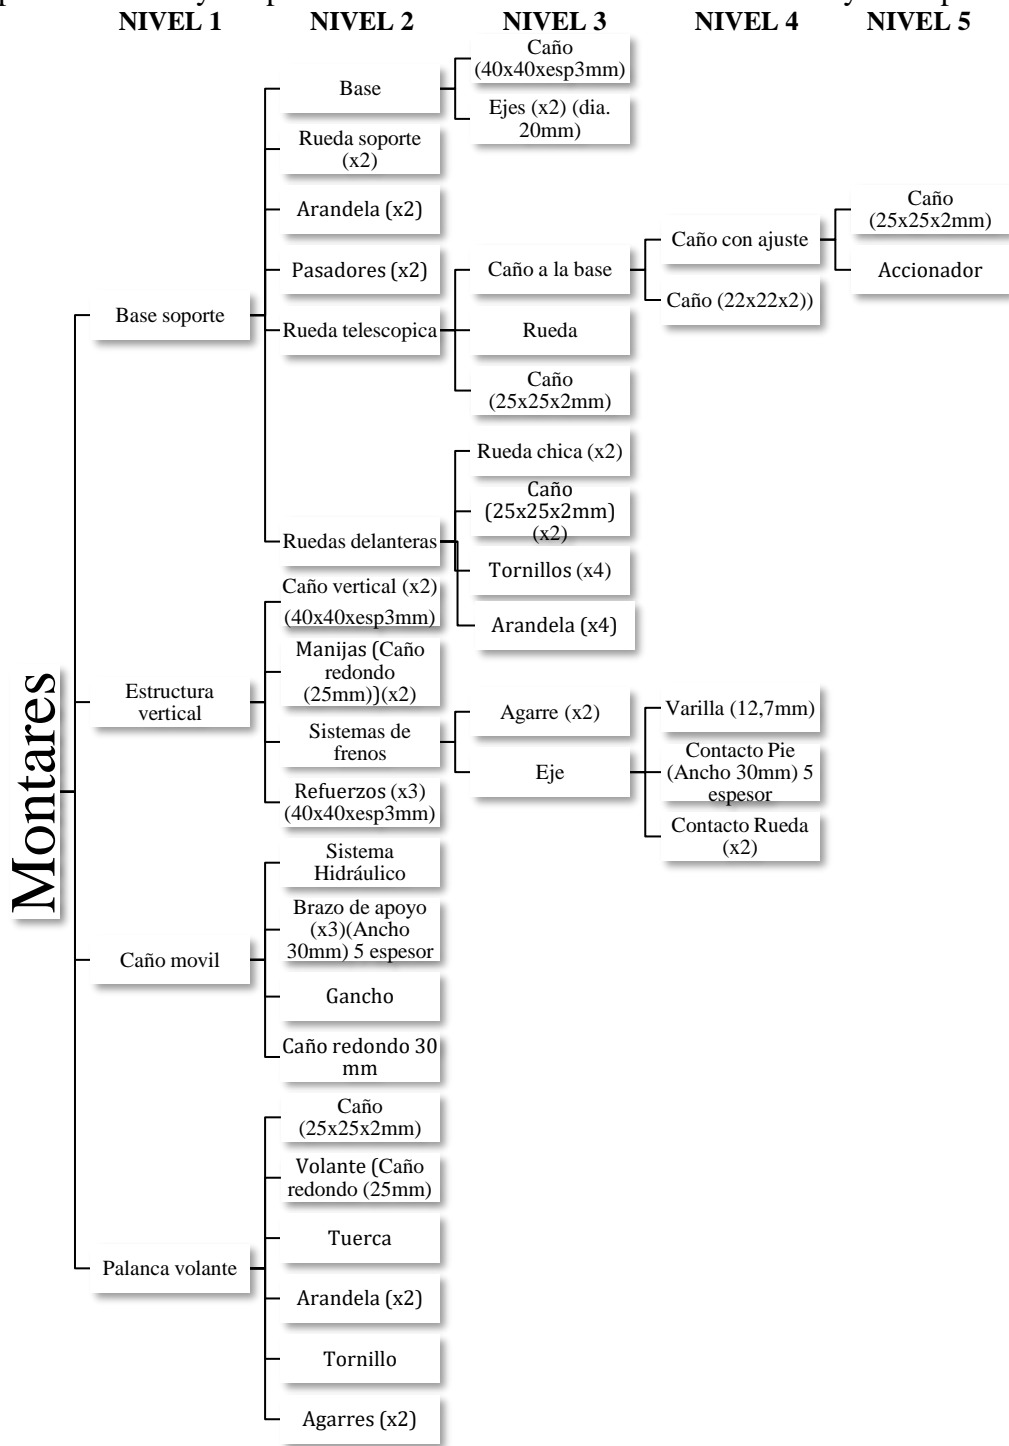 NIVEL 1
NIVEL 2
NIVEL 3
NIVEL 4
NIVEL 5
Montares
Base soporte
Base
Caño
(40x40xesp3mm)
Ejes (x2) (dia.
20mm)
Rueda soporte
(x2)
Arandela (x2)
Pasadores (x2)
Rueda telescopica
Caño a la base
Caño con ajuste
Caño
(25x25x2mm)
Accionador
Caño (22x22x2))
Rueda
Caño
(25x25x2mm)
Ruedas delanteras
Rueda chica (x2)
Caño
(25x25x2mm)
(x2)
Tornillos (x4)
Arandela (x4)
Estructura
vertical
Caño vertical (x2)
(40x40xesp3mm)
Manijas (Caño
redondo
(25mm))(x2)
Sistemas de
frenos
Agarre (x2)
Eje
Varilla (12,7mm)
Contacto Pie
(Ancho 30mm) 5
espesor
Contacto Rueda
(x2)
Refuerzos (x3)
(40x40xesp3mm)
Caño movil
Sistema
Hidráulico
Brazo de apoyo
(x3)(Ancho
30mm) 5 espesor
Gancho
Caño redondo 30
mm
Palanca volante
Caño
(25x25x2mm)
Volante (Caño
redondo (25mm)
Tuerca
Arandela (x2)
Tornillo
Agarres (x2)